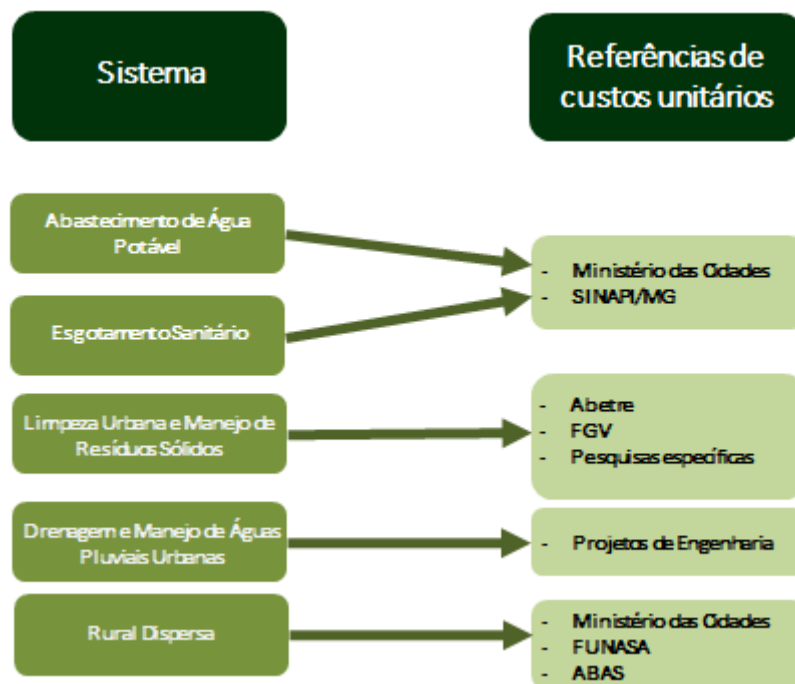 Sistema
Referências de
custos unitários
Abastecimento de Água
Potável
- Ministério das Cidades
- SINAPI/MG
Esgotamento Sanitário
Limpeza Urbana e Manejo de
Resíduos Sólidos
- Abetre
- FGV
- Pesquisas específicas
Drenagem e Manejo de Águas
Pluviais Urbanas
- Projetos de Engenharia
Rural Dispersa
- Ministério das Cidades
- FUNASA
- ABAS